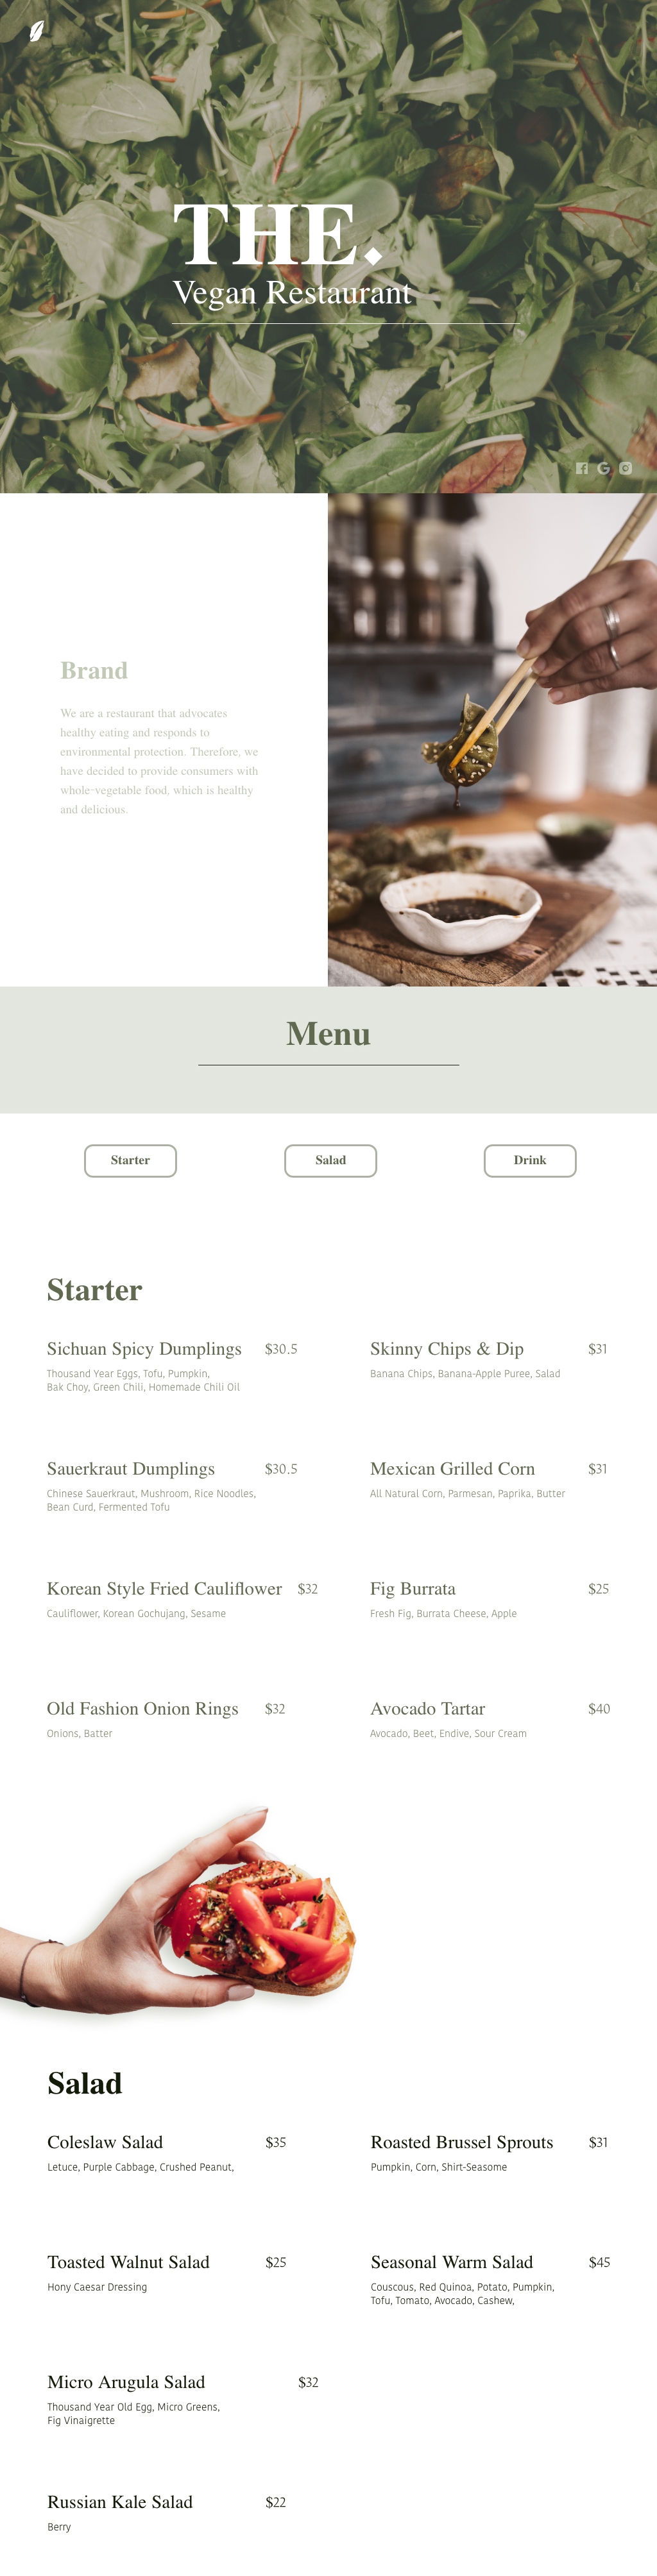 THE.
Vegan Restaurant
Brand
We are a restaurant that advocates
healthy eating and responds to
environmental protection. Therefore, we
have decided to provide consumers with
whole-vegetable food, which is healthy
and delicious.
Menu
Starter
Salad
Drink
Starter
Sichuan Spicy Dumplings $30.5
Thousand Year Eggs, Tofu, Pumpkin,
Bak Choy, Green Chili, Homemade Chili Oil
Skinny Chips & Dip $31
Banana Chips, Banana-Apple Puree, Salad
Sauerkraut Dumplings $30.5
Chinese Sauerkraut, Mushroom, Rice Noodles,
Bean Curd, Fermented Tofu
Mexican Grilled Corn $31
All Natural Corn, Parmesan, Paprika, Butter
Korean Style Fried Cauliflower $32
Cauliflower, Korean Gochujang, Sesame
Fig Burrata $25
Fresh Fig, Burrata Cheese, Apple
Old Fashion Onion Rings $32
Onions, Batter
Avocado Tartar $40
Avocado, Beet, Endive, Sour Cream
Salad
Coleslaw Salad $35
Letuce, Purple Cabbage, Crushed Peanut,
Roasted Brussel Sprouts $31
Pumpkin, Corn, Shirt-Seasome
Toasted Walnut Salad $25
Hony Caesar Dressing
Seasonal Warm Salad $45
Couscous, Red Quinoa, Potato, Pumpkin,
Tofu, Tomato, Avocado, Cashew,
Micro Arugula Salad $32
Thousand Year Old Egg, Micro Greens,
Fig Vinaigrette
Russian Kale Salad $22
Berry